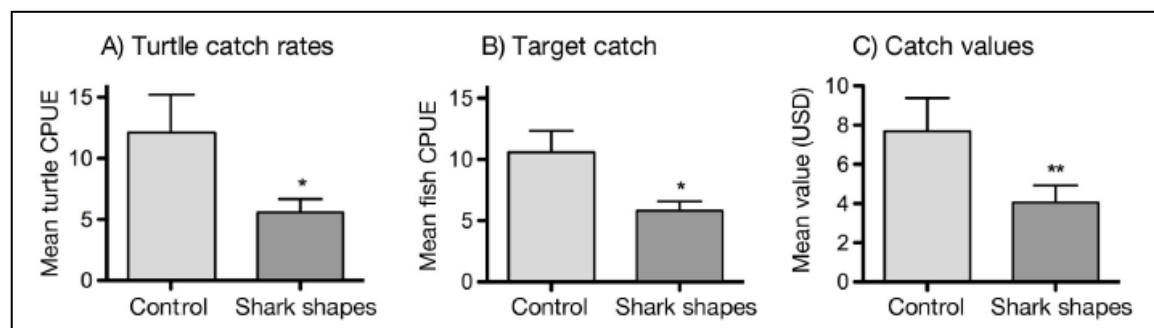 A) Turtle catch rates
Mean turtle CPUE
15
10
5
0
*
Control Shark shapes
B) Target catch
Mean fish CPUE
15
10
5
0
*
Control Shark shapes
C) Catch values
Mean value (USD)
10
8
6
4
2
0
**
Control Shark shapes